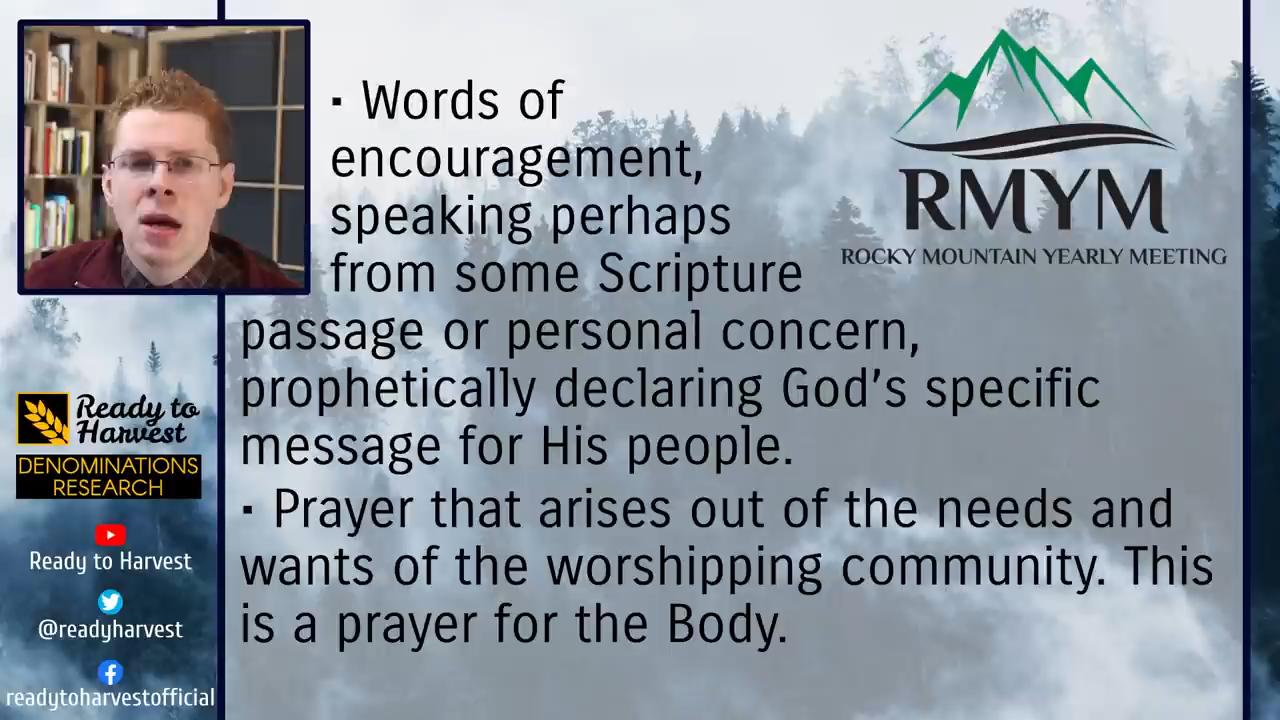 ▪ Words of
encouragement,
speaking perhaps
from some Scripture
passage or personal concern,
prophetically declaring God’s specific
message for His people.
▪ Prayer that arises out of the needs and
wants of the worshipping community. This
is a prayer for the Body.
RMYM
ROCKY MOUNTAIN YEARLY MEETING
Ready to
Harvest
DENOMINATIONS
RESEARCH
Ready to Harvest
@readyharvest
readytoharvestofficial